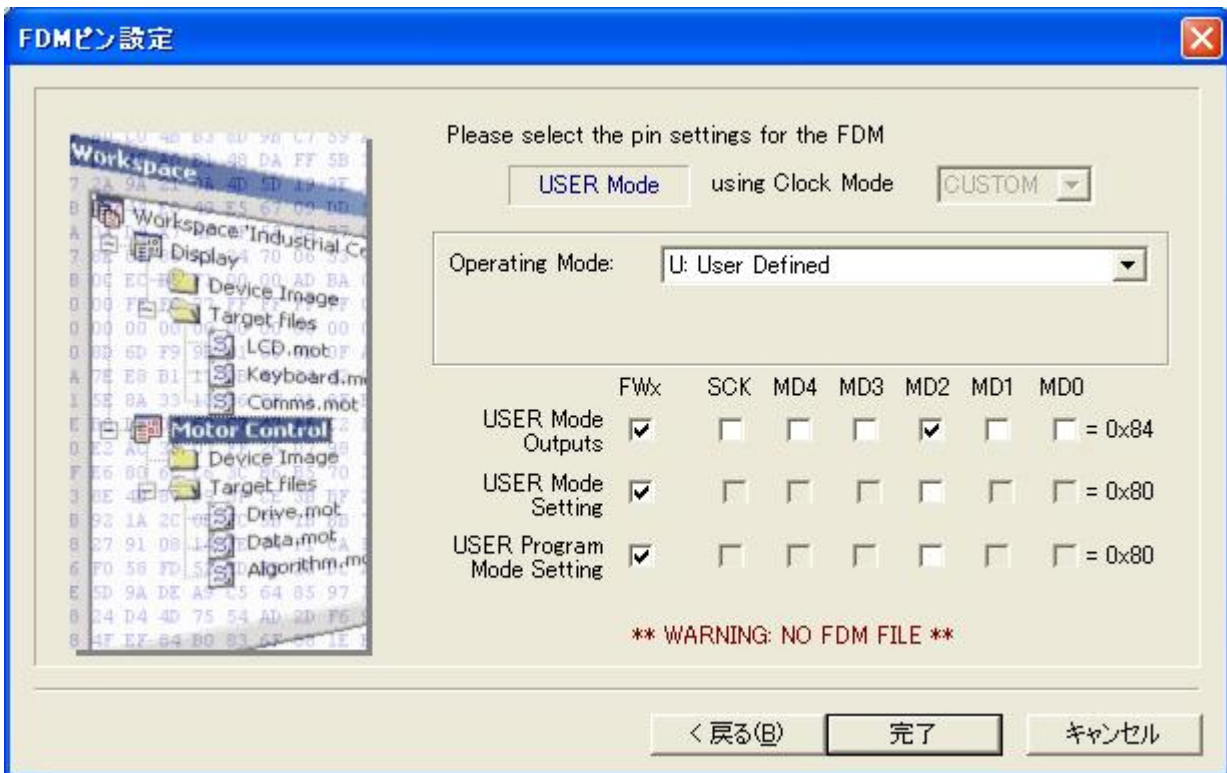 FDMピン設定
Please select the pin settings for the FDM
USER Mode using Clock Mode CUSTOM
Operating Mode: U: User Defined
FWx SCK MD4 MD3 MD2 MD1 MD0
USER Mode
Outputs
= 0x84
USER Mode
Setting
= 0x80
USER Program
Mode Setting
= 0x80
** WARNING: NO FDM FILE **
Workspace
Workspace 'Industrial Co
Display
Device Image
Target files
LCD.mot
Keyboard.m
Comms.mot
Motor Control
Device Image
Target files
Drive.mot
Data.mot
Algorithm.mo
< 戻る(B)
完了
キャンセル